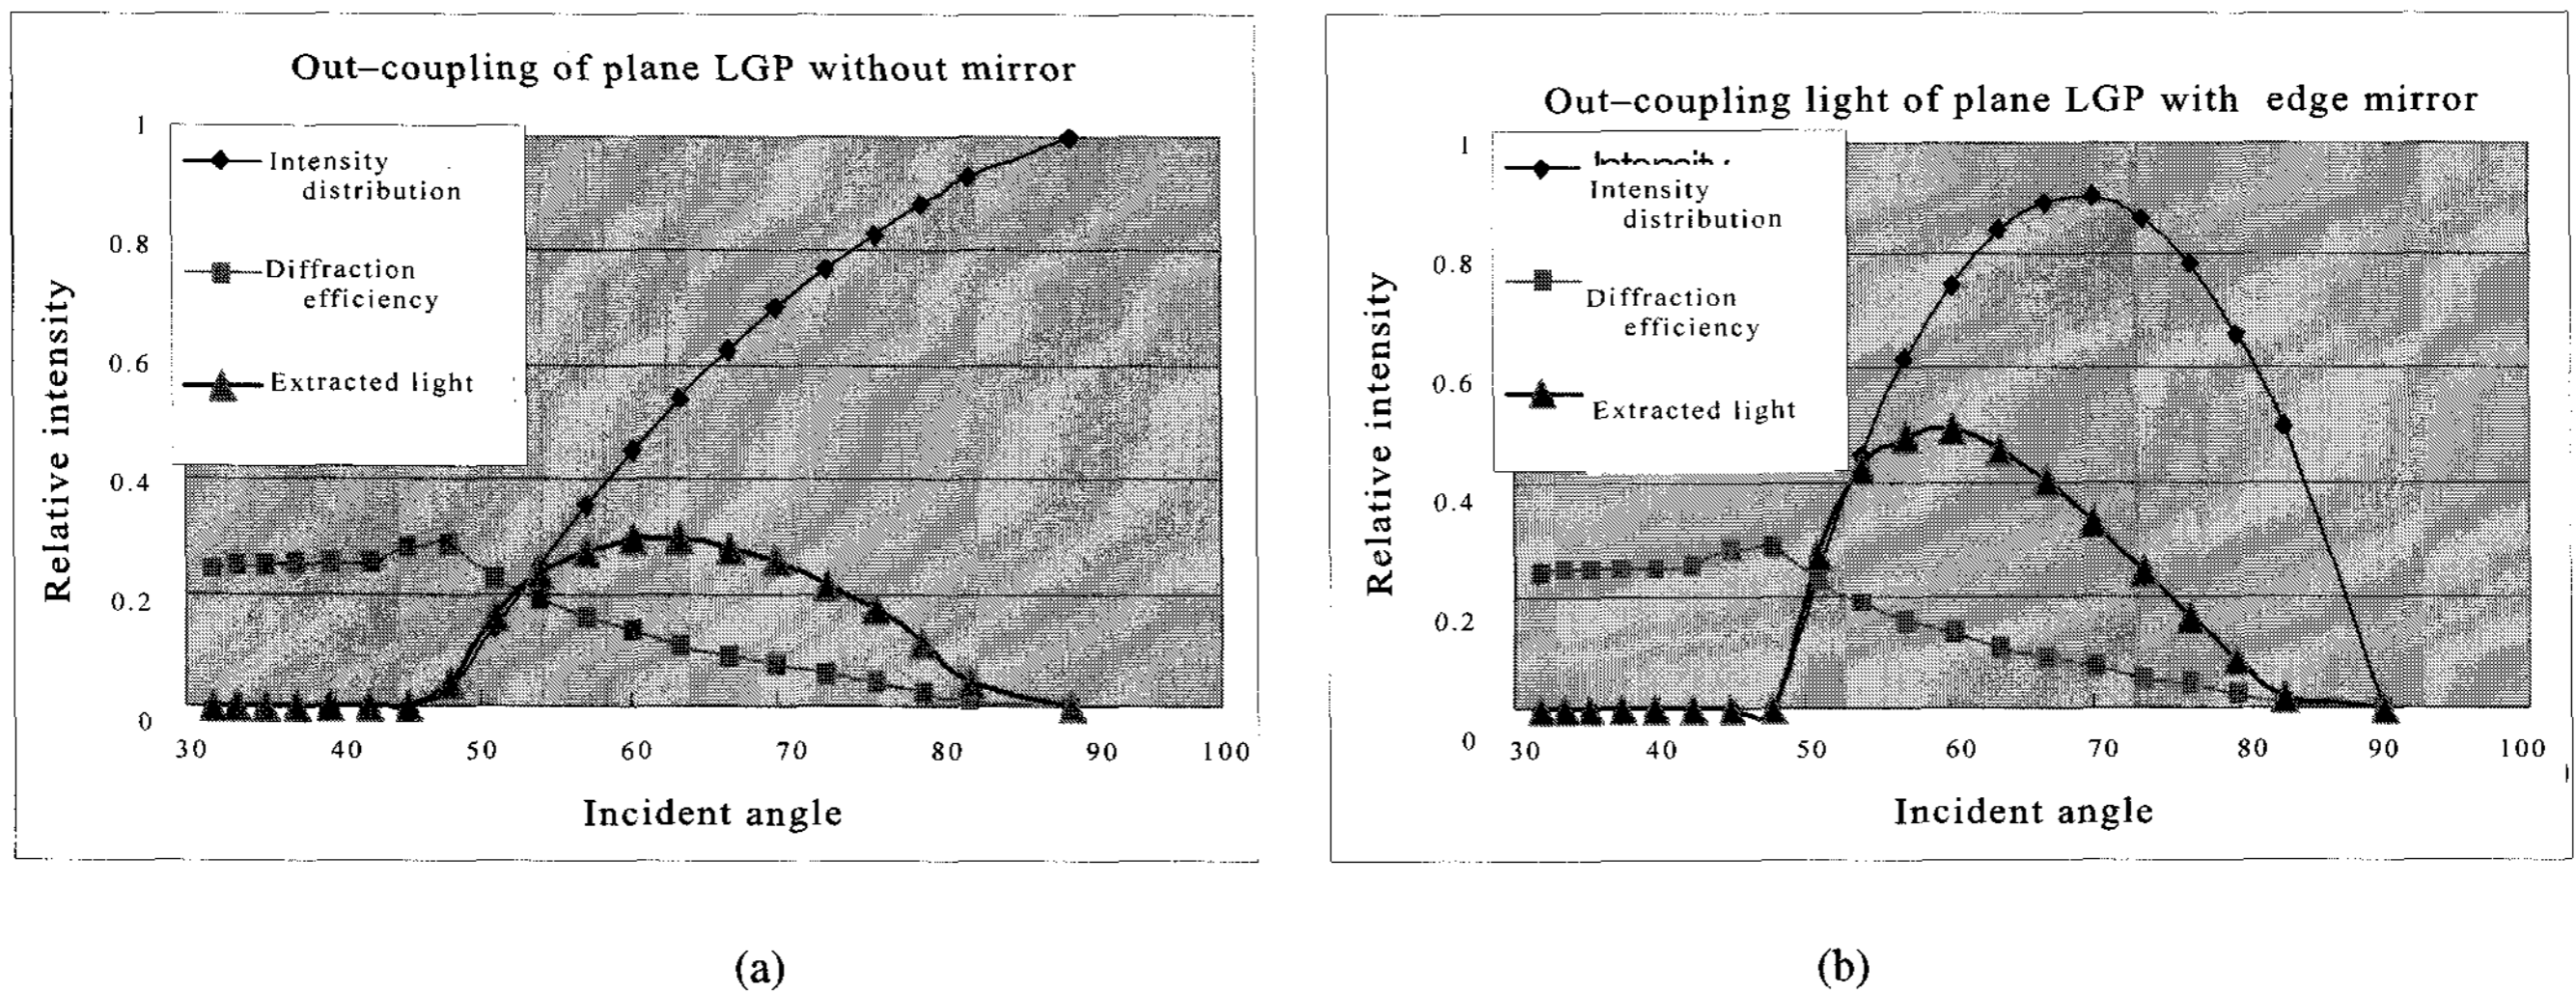 Out–coupling of plane LGP without mirror
1
0.8
0.6
0.4
0.2
0
Relative intensity
Intensity
distribution
Diffraction
efficiency
Extracted light
30 40 50 60 70 80 90 100
Incident angle
(a)
Out–coupling light of plane LGP with edge mirror
1
0.8
0.6
0.4
0.2
0
Relative intensity
Intensity
distribution
Diffraction
efficiency
Extracted light
30 40 50 60 70 80 90 100
Incident angle
(b)